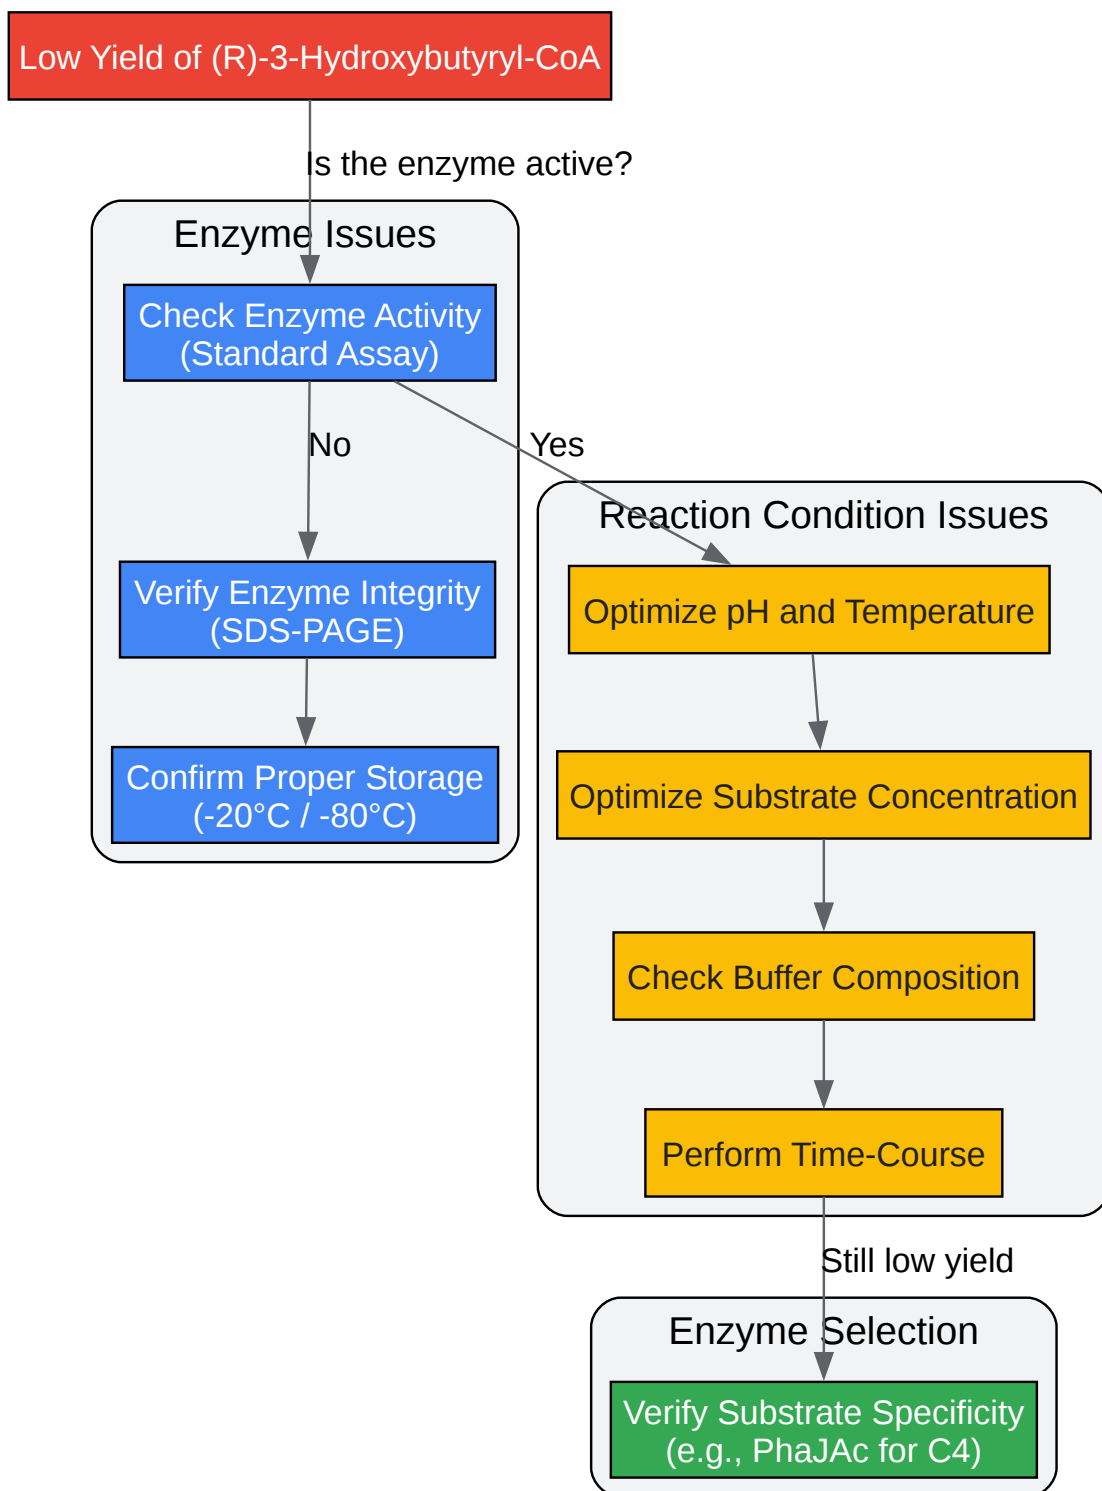 Low Yield of (R)-3-Hydroxybutyryl-CoA
Is the enzyme active?
Enzyme Issues
Check Enzyme Activity
(Standard Assay)
No
Yes
Verify Enzyme Integrity
(SDS-PAGE)
Confirm Proper Storage
(-20°C / -80°C)
Reaction Condition Issues
Optimize pH and Temperature
Optimize Substrate Concentration
Check Buffer Composition
Perform Time-Course
Still low yield
Enzyme Selection
Verify Substrate Specificity
(e.g., PhaJAc for C4)